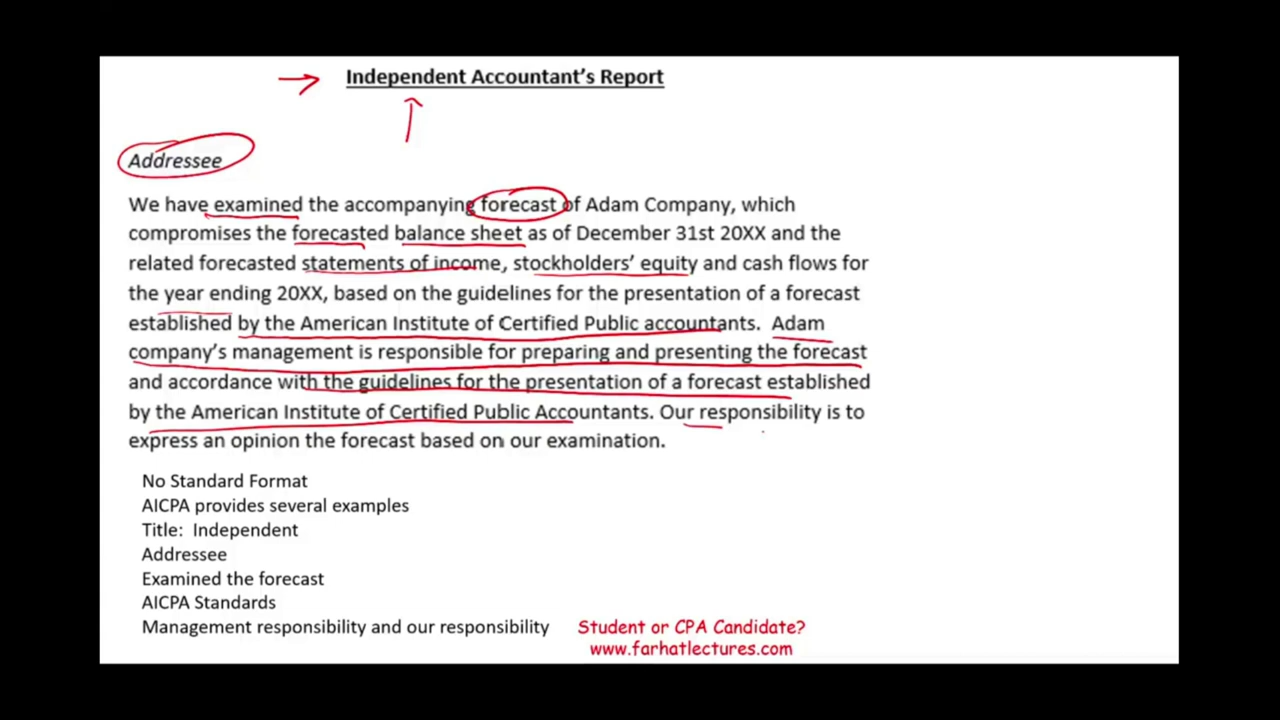 Independent Accountant's Report
Addressee
We have examined the accompanying forecast of Adam Company, which
compromises the forecasted balance sheet as of December 31st 20XX and the
related forecasted statements of income, stockholders' equity and cash flows for
the year ending 20XX, based on the guidelines for the presentation of a forecast
established by the American Institute of Certified Public accountants. Adam
company's management is responsible for preparing and presenting the forecast
and accordance with the guidelines for the presentation of a forecast established
by the American Institute of Certified Public Accountants. Our responsibility is to
express an opinion the forecast based on our examination.
No Standard Format
AICPA provides several examples
Title: Independent
Addressee
Examined the forecast
AICPA Standards
Management responsibility and our responsibility
Student or CPA Candidate?
www.farhatlectures.com